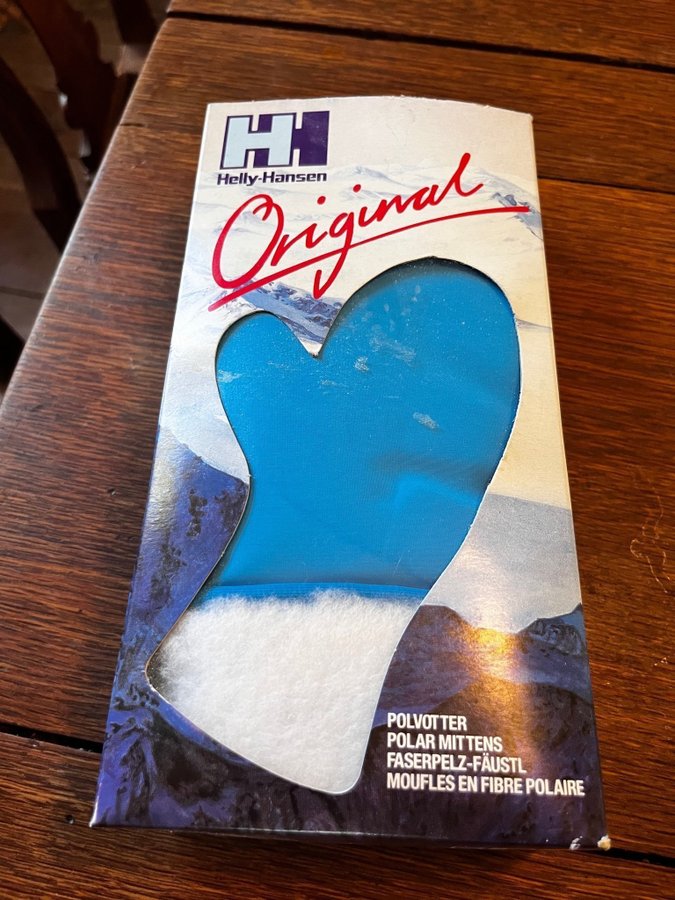 HH
Helly-Hansen
Original
POLVOTTER
POLAR MITTENS
FASERPELZ-FÄUSTL
MOUFLES EN FIBRE POLAIRE